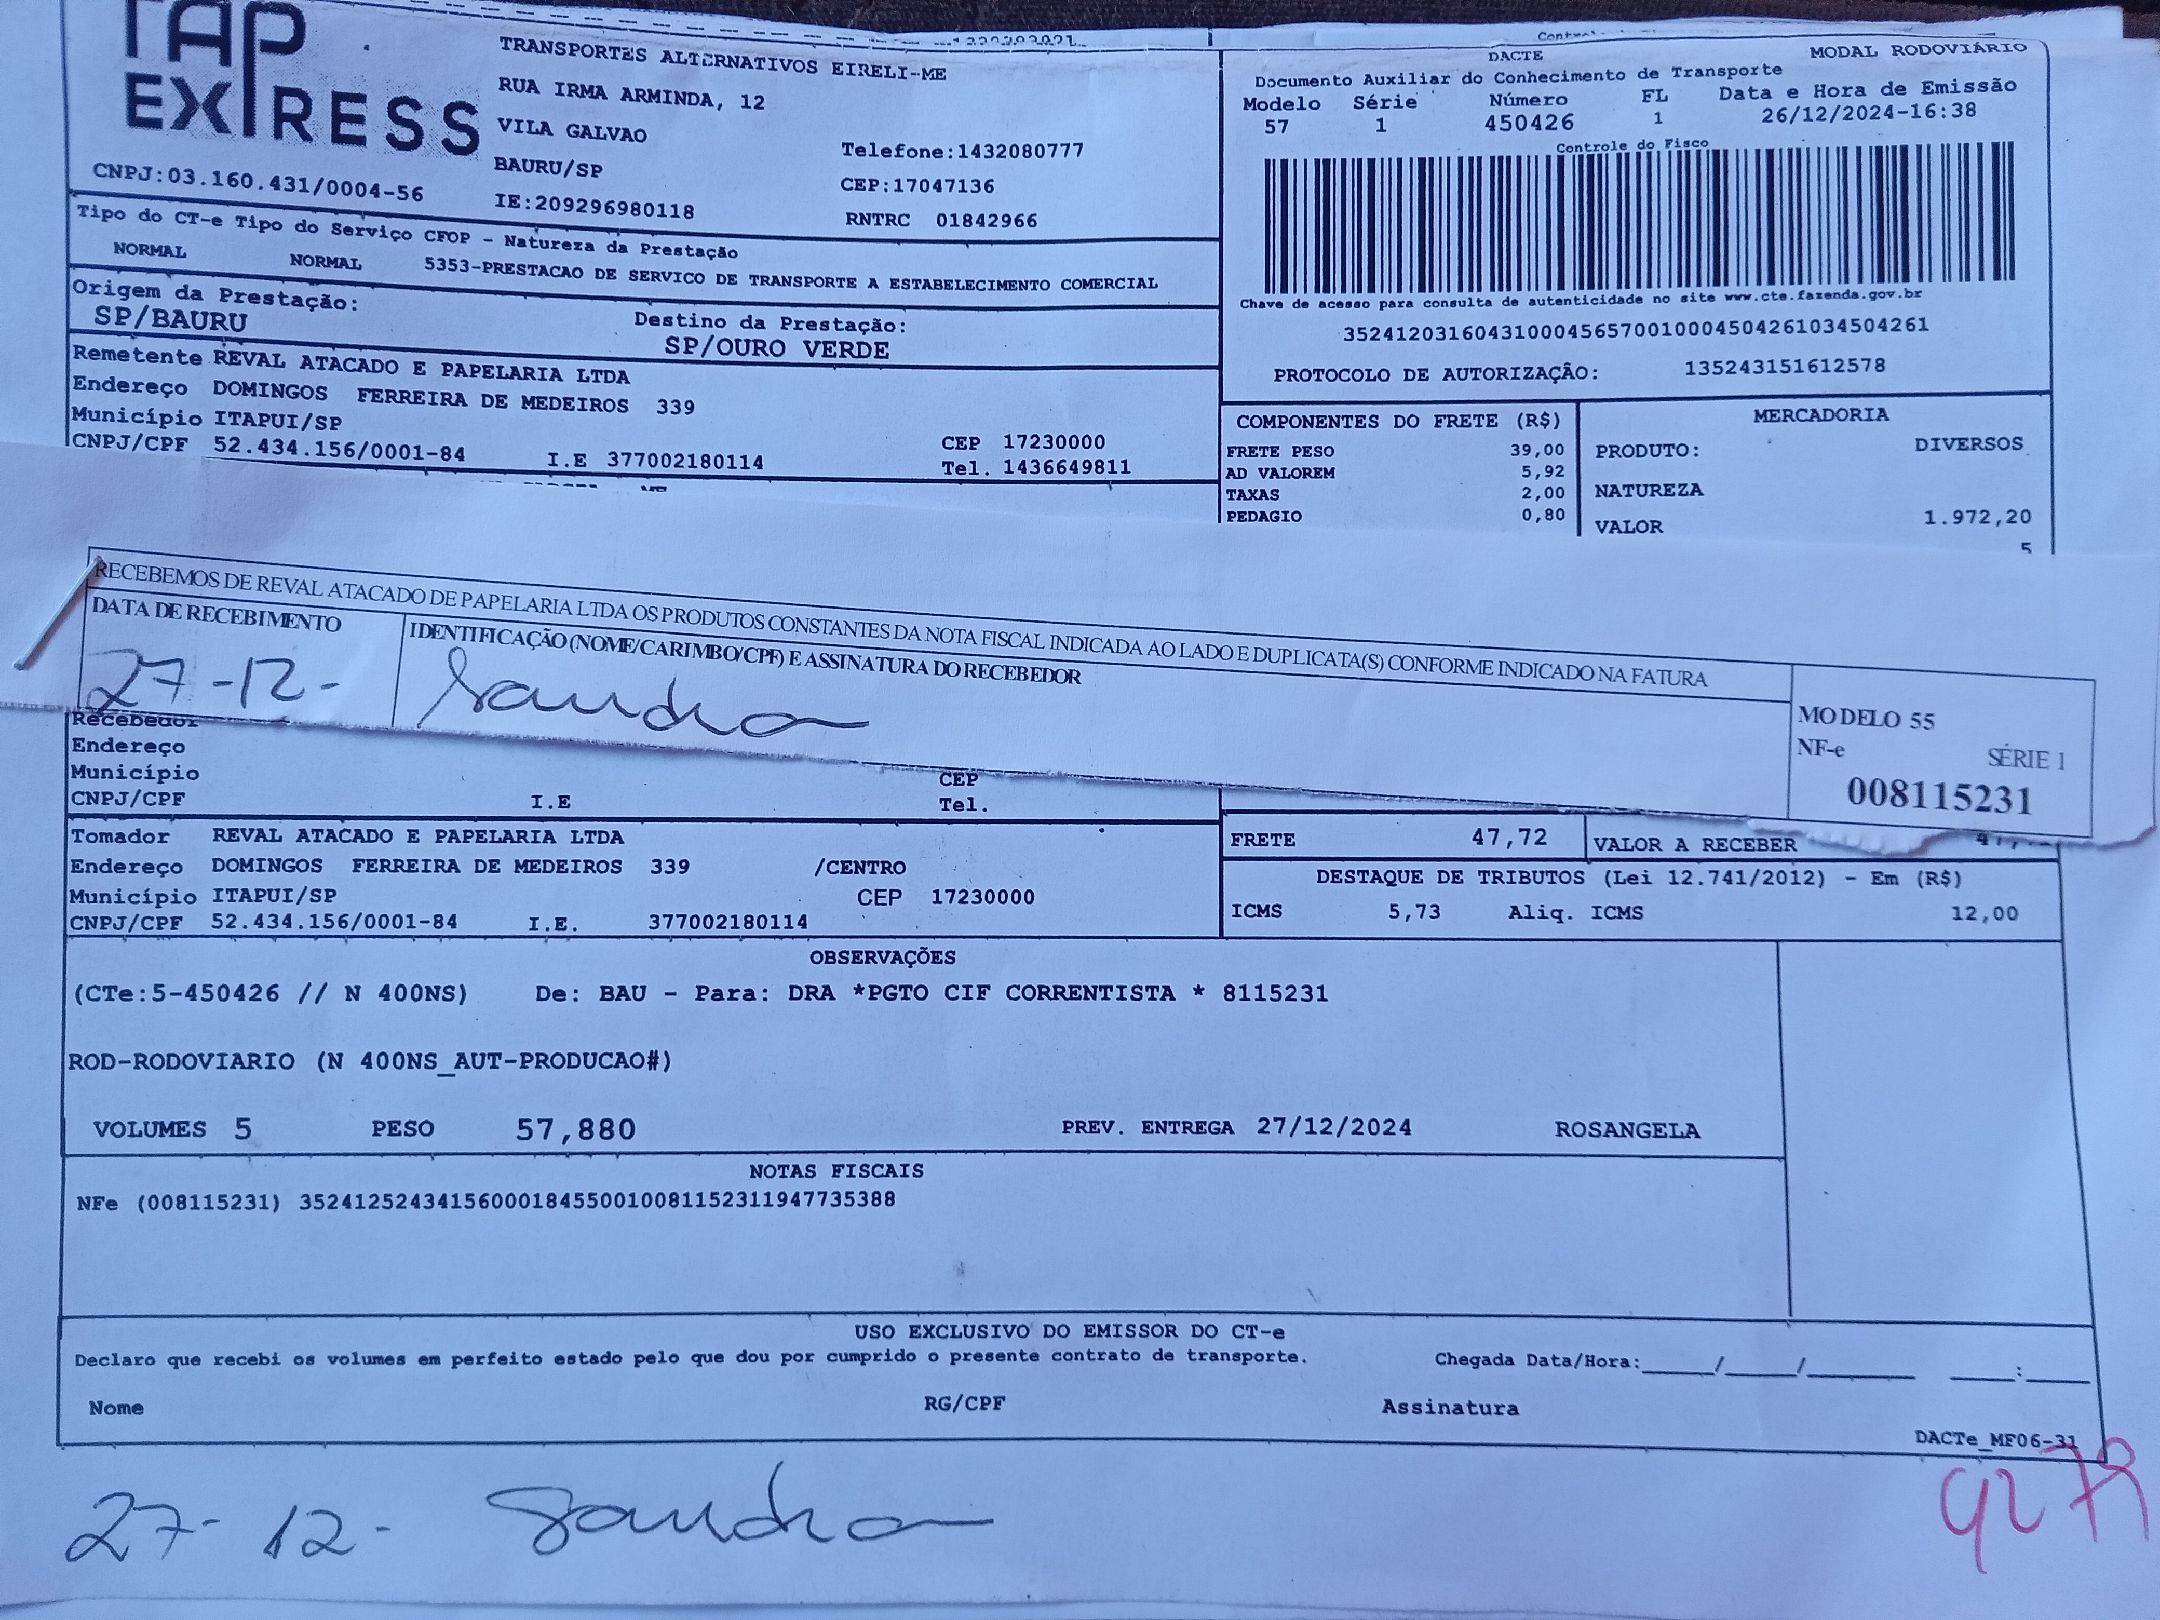 TAP
EXPRESS
CNPJ:03.160.431/0004-56
TRANSPORTES ALTERNATIVOS EIRELI-ME
RUA IRMA ARMINDA, 12
VILA GALVAO
BAURU/SP
IE:209296980118
Telefone:1432080777
CEP:17047136
RNTRC 01842966
DACTE MODAL RODOVIÁRIO
Documento Auxiliar do Conhecimento de Transporte
Modelo Série Número FL Data e Hora de Emissão
57 1 450426 1 26/12/2024-16:38
Controle do Fisco
Chave de acesso para consulta de autenticidade no site www.cte.fazenda.gov.br
35241203160431000456570010004504261034504261
PROTOCOLO DE AUTORIZAÇÃO: 135243151612578
Tipo do CT-e Tipo do Serviço CFOP - Natureza da Prestação
NORMAL NORMAL 5353-PRESTACAO DE SERVICO DE TRANSPORTE A ESTABELECIMENTO COMERCIAL
Origem da Prestação: Destino da Prestação:
SP/BAURU SP/OURO VERDE
Remetente REVAL ATACADO E PAPELARIA LTDA
Endereço DOMINGOS FERREIRA DE MEDEIROS 339
Município ITAPUI/SP CEP 17230000
CNPJ/CPF 52.434.156/0001-84 I.E 377002180114 Tel. 1436649811
COMPONENTES DO FRETE (R$)
FRETE PESO 39,00
AD VALOREM 5,92
TAXAS 2,00
PEDAGIO 0,80
MERCADORIA
PRODUTO: DIVERSOS
NATUREZA
VALOR 1.972,20
5
RECEBEMOS DE REVAL ATACADO DE PAPELARIA LTDA OS PRODUTOS CONSTANTES DA NOTA FISCAL INDICADA AO LADO E DUPLICATA(S) CONFORME INDICADO NA FATURA
DATA DE RECEBIMENTO IDENTIFICAÇÃO (NOME/CARIMBO/CPF) E ASSINATURA DO RECEBEDOR
27-12- Sandra
MODELO 55
NF-e SÉRIE 1
008115231
Recebedor
Endereço
Município CEP
CNPJ/CPF I.E Tel.
Tomador REVAL ATACADO E PAPELARIA LTDA
Endereço DOMINGOS FERREIRA DE MEDEIROS 339 /CENTRO
Município ITAPUI/SP CEP 17230000
CNPJ/CPF 52.434.156/0001-84 I.E. 377002180114
FRETE 47,72 VALOR A RECEBER
DESTAQUE DE TRIBUTOS (Lei 12.741/2012) - Em (R$)
ICMS 5,73 Aliq. ICMS 12,00
OBSERVAÇÕES
(CTe:5-450426 // N 400NS) De: BAU - Para: DRA *PGTO CIF CORRENTISTA * 8115231
ROD-RODOVIARIO (N 400NS_AUT-PRODUCAO#)
VOLUMES 5 PESO 57,880 PREV. ENTREGA 27/12/2024 ROSANGELA
NOTAS FISCAIS
NFe (008115231) 35241252434156000184550010081152311947735388
USO EXCLUSIVO DO EMISSOR DO CT-e
Declaro que recebi os volumes em perfeito estado pelo que dou por cumprido o presente contrato de transporte. Chegada Data/Hora:____/____/______ ____:____
Nome RG/CPF Assinatura
DACTe_MF06-31
27-12- Sandra